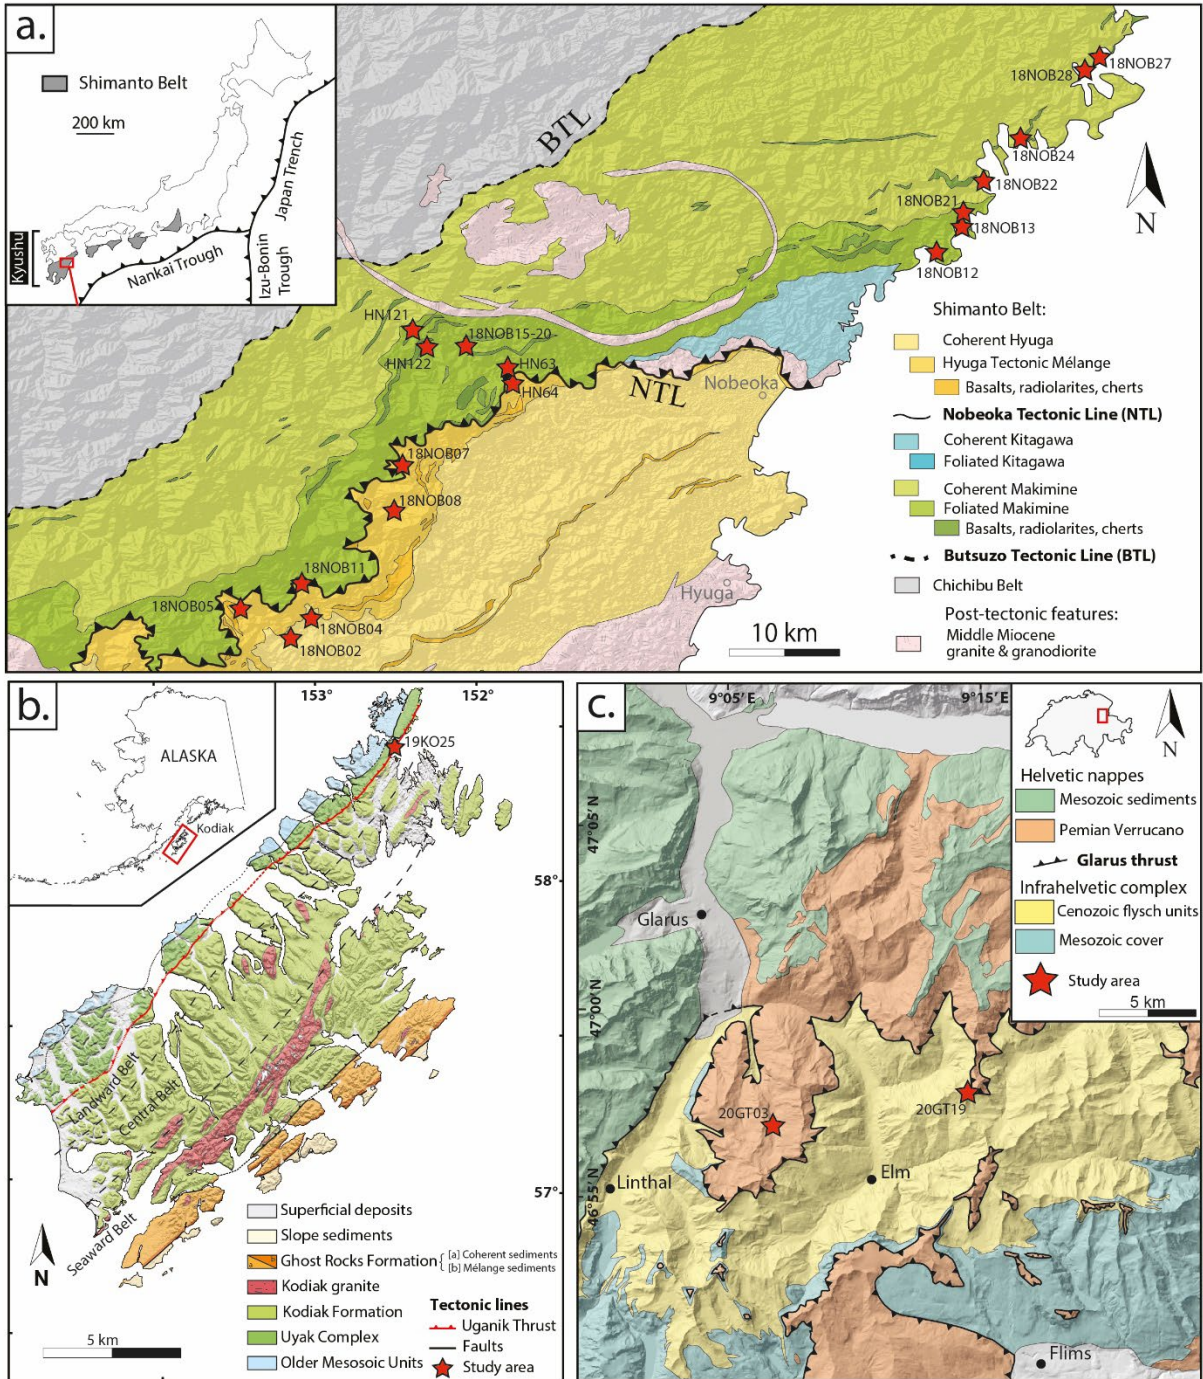 a.
Shimanto Belt
200 km
Kyushu
Nankai Trough
Izu-Bonin
Trough
Japan Trench
BTL
NTL
18NOB27
18NOB28
18NOB24
18NOB22
18NOB21
18NOB13
18NOB12
N
HN121
HN122
18NOB15-20
HN63
HN64
Nobeoka
18NOB07
18NOB08
18NOB11
18NOB05
18NOB04
18NOB02
Hyuga
10 km
Shimanto Belt:
Coherent Hyuga
Hyuga Tectonic Mélange
Basalts, radiolarites, cherts
Nobeoka Tectonic Line (NTL)
Coherent Kitagawa
Foliated Kitagawa
Coherent Makimine
Foliated Makimine
Basalts, radiolarites, cherts
Butsuzo Tectonic Line (BTL)
Chichibu Belt
Post-tectonic features:
Middle Miocene
granite & granodiorite
b.
153°
152°
ALASKA
Kodiak
19KO25
58°
57°
Landward Belt
Central Belt
Seaward Belt
N
5 km
Superficial deposits
Slope sediments
Ghost Rocks Formation
[a] Coherent sediments
[b] Mélange sediments
Kodiak granite
Kodiak Formation
Uyak Complex
Older Mesosoic Units
Tectonic lines
Uganik Thrust
Faults
Study area
c.
9°05 E
9°15 E
47°05' N
47°00' N
46°55' N
Glarus
20GT03
20GT19
Linthal
Elm
Flims
N
Helvetic nappes
Mesozoic sediments
Pemian Verrucano
Glarus thrust
Infrahelvetic complex
Cenozoic flysch units
Mesozoic cover
Study area
5 km